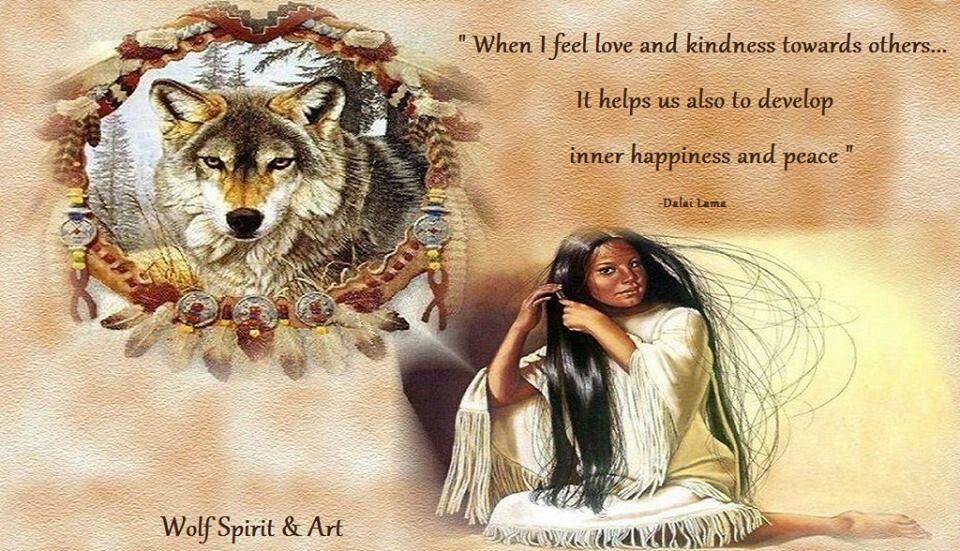 " When I feel love and kindness towards others...
It helps us also to develop
inner happiness and peace "
-Dalai Lama
Wolf Spirit & Art